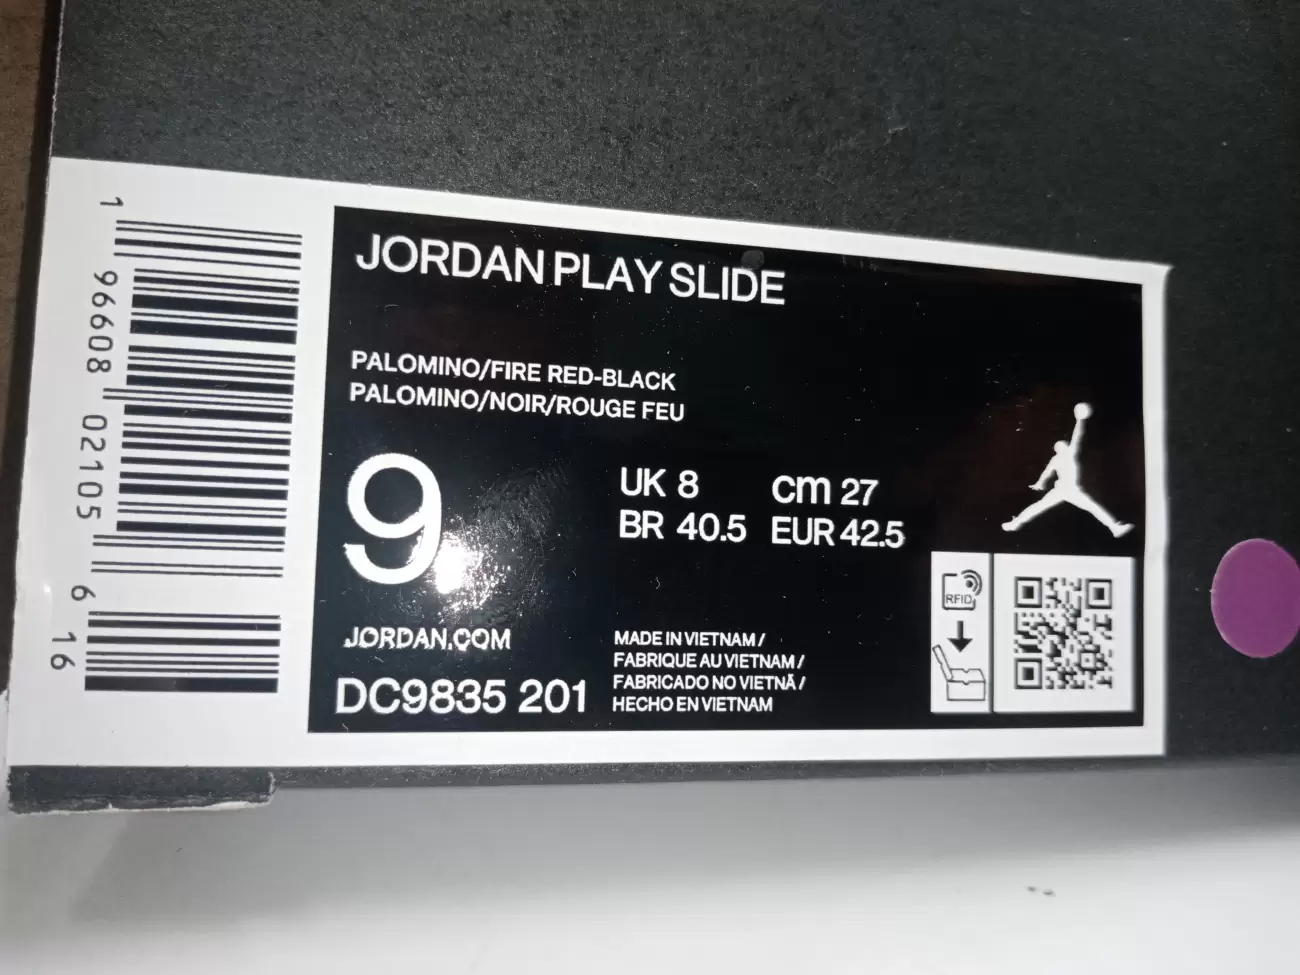 1
96608
02105
6
16
JORDAN PLAY SLIDE
PALOMINO/FIRE RED-BLACK
PALOMINO/NOIR/ROUGE FEU
9
UK 8
cm 27
BR 40.5
EUR 42.5
JORDAN.COM
DC9835 201
MADE IN VIETNAM /
FABRIQUE AU VIETNAM /
FABRICADO NO VIETNÃ /
HECHO EN VIETNAM
RFID